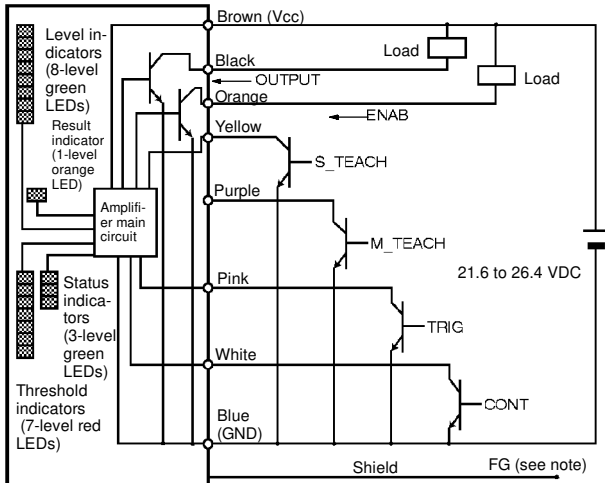 Level in-
dicators
(8-level
green
LEDs)
Result
indicator
(1-level
orange
LED)
Amplifi-
er main
circuit
Status
indica-
tors
(3-level
green
LEDs)
Threshold
indicators
(7-level red
LEDs)
Brown (Vcc)
Load
Black
OUTPUT
Load
Orange
ENAB
Yellow
S_TEACH
Purple
M_TEACH
21.6 to 26.4 VDC
Pink
TRIG
White
CONT
Blue
(GND)
Shield
FG (see note)